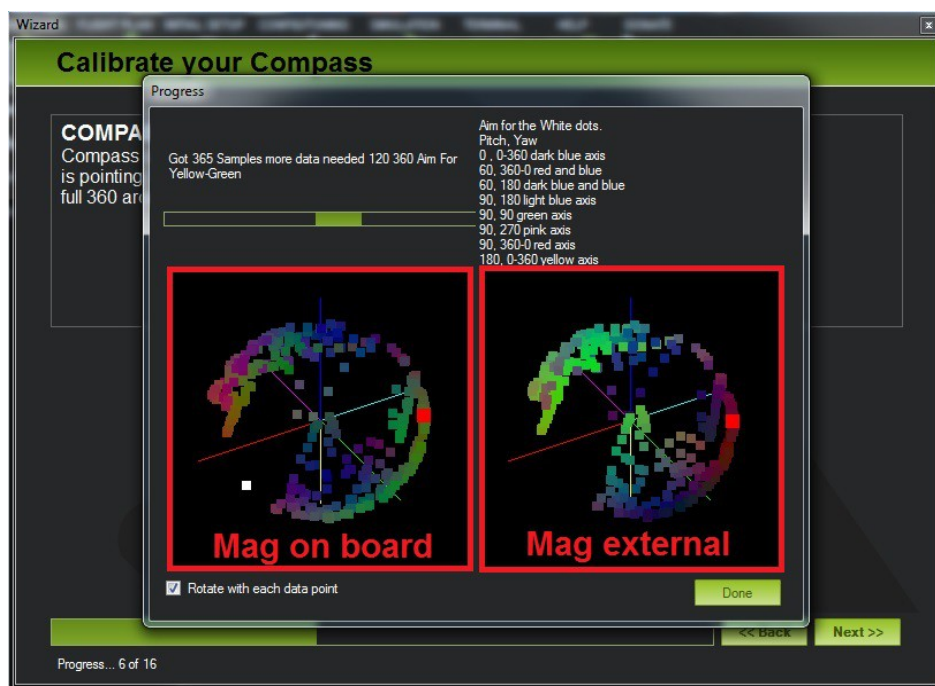 Wizard
Calibrate your Compass
Progress
COMPA
Compass
is pointing
full 360 aro
Got 365 Samples more data needed 120 360 Aim For
Yellow-Green
Aim for the White dots.
Pitch, Yaw
0 , 0-360 dark blue axis
60, 360-0 red and blue
60, 180 dark blue and blue
90, 180 light blue axis
90, 90 green axis
90, 270 pink axis
90, 360-0 red axis
180, 0-360 yellow axis
Mag on board
Mag external
Rotate with each data point
Done
<< Back
Next >>
Progress... 6 of 16